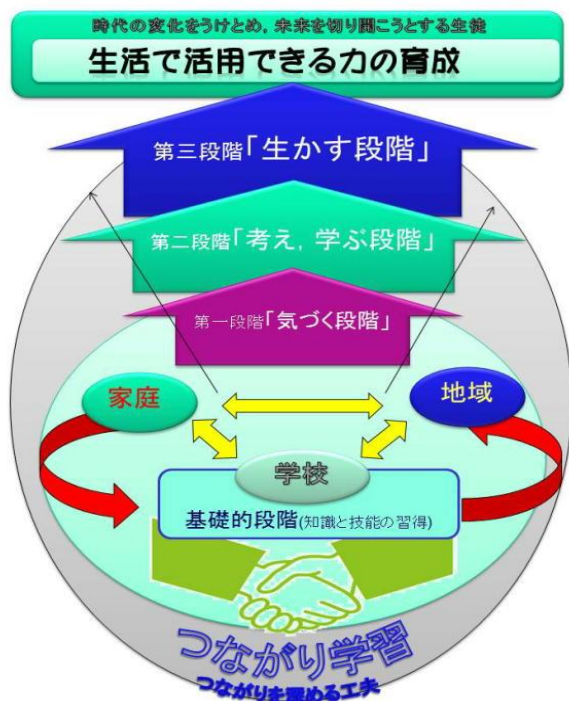 時代の変化をうけとめ，未来を切り開こうとする生徒
生活で活用できる力の育成
第三段階「生かす段階」
第二段階「考え，学ぶ段階」
第一段階「気づく段階」
家庭
地域
学校
基礎的段階(知識と技能の習得)
つながり学習
つながりを深める工夫